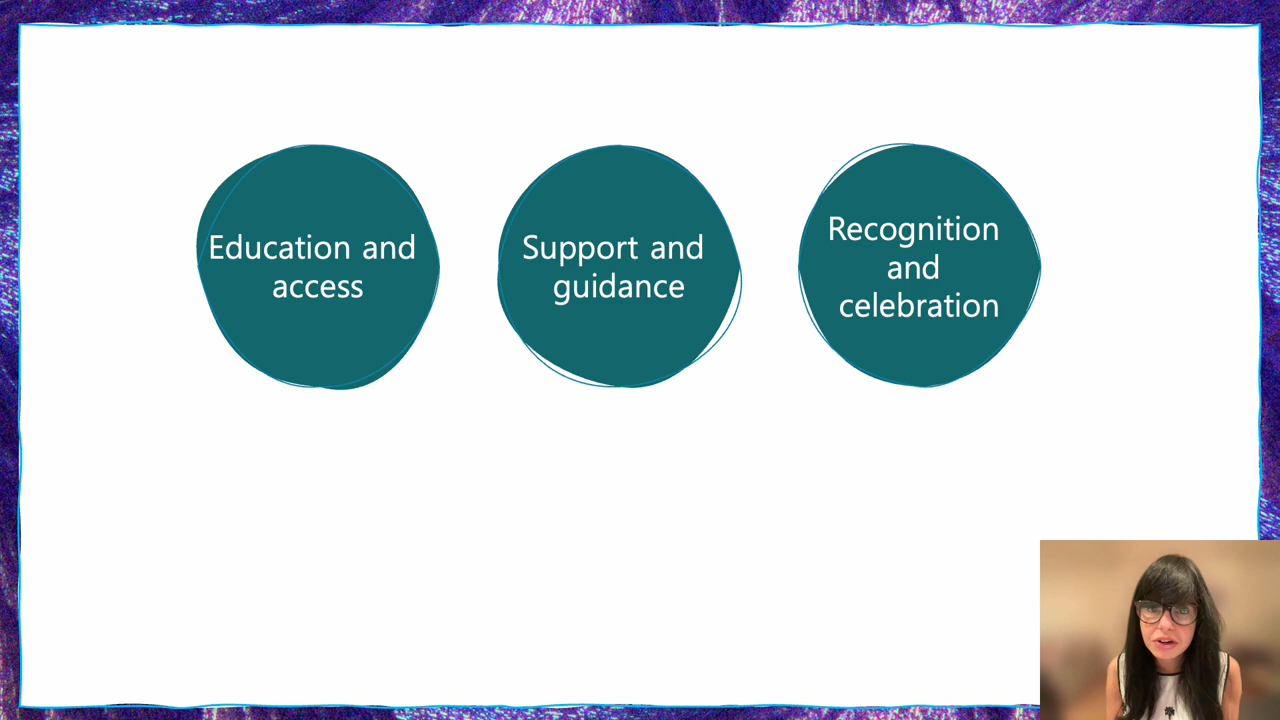 Education and
access
Support and
guidance
Recognition
and
celebration